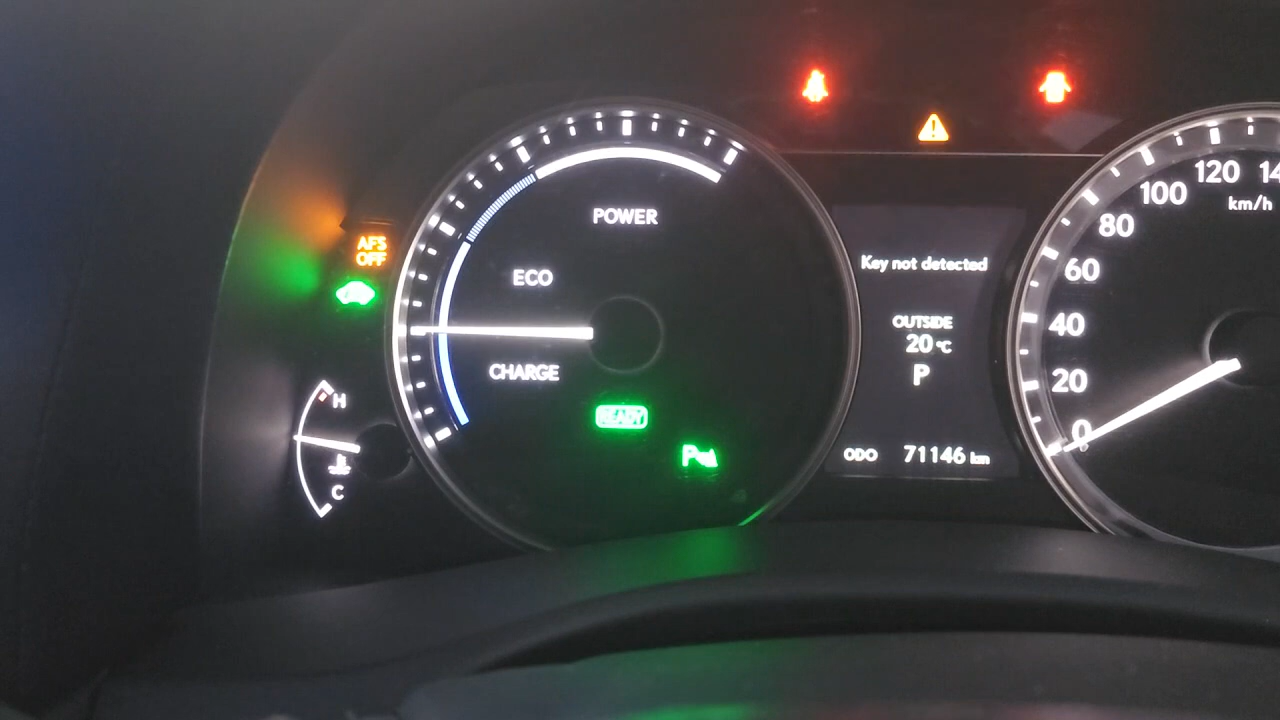 POWER
ECO
CHARGE
READY
P
AFS
OFF
H
C
Key not detected
OUTSIDE
20 °C
P
ODO 71146 km
0
20
40
60
80
100
120
km/h